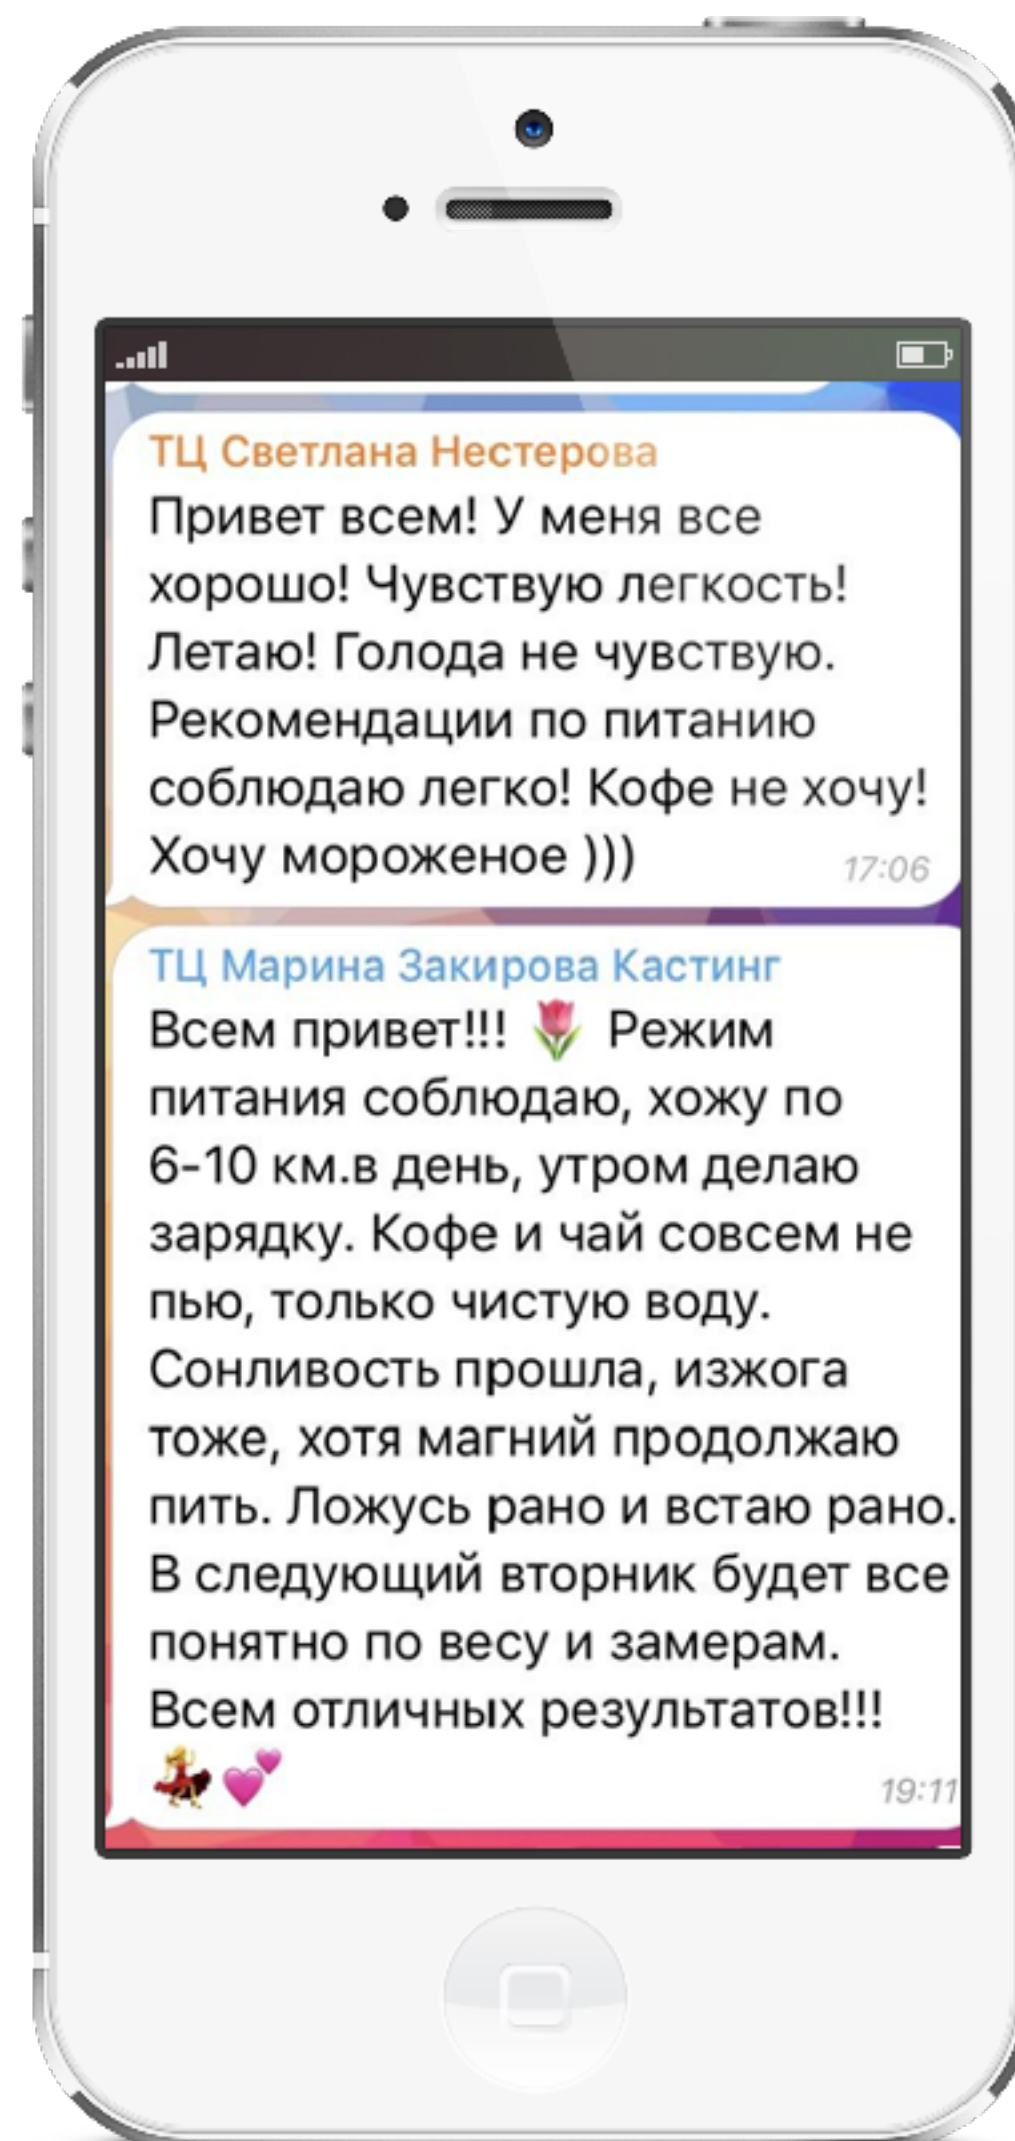 ТЦ Светлана Нестерова
Привет всем! У меня все
хорошо! Чувствую легкость!
Летаю! Голода не чувствую.
Рекомендации по питанию
соблюдаю легко! Кофе не хочу!
Хочу мороженое )))
17:06
ТЦ Марина Закирова Кастинг
Всем привет!!! 🌷 Режим
питания соблюдаю, хожу по
6-10 км.в день, утром делаю
зарядку. Кофе и чай совсем не
пью, только чистую воду.
Сонливость прошла, изжога
тоже, хотя магний продолжаю
пить. Ложусь рано и встаю рано.
В следующий вторник будет все
понятно по весу и замерам.
Всем отличных результатов!!!
💃💕
19:11